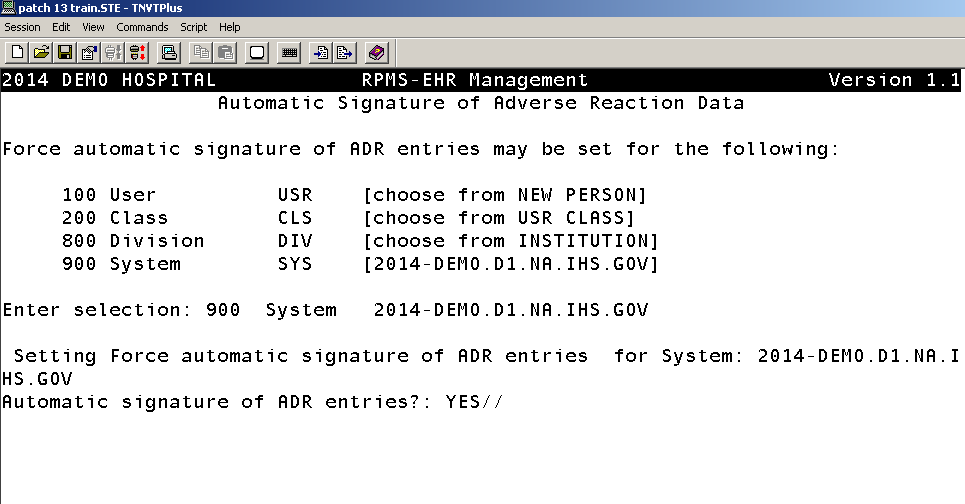 patch 13 train.STE - TNVTPlus
Session Edit View Commands Script Help
2014 DEMO HOSPITAL RPMS-EHR Management Version 1.1
Automatic Signature of Adverse Reaction Data
Force automatic signature of ADR entries may be set for the following:
100 User USR [choose from NEW PERSON]
200 Class CLS [choose from USR CLASS]
800 Division DIV [choose from INSTITUTION]
900 System SYS [2014-DEMO.D1.NA.IHS.GOV]
Enter selection: 900 System 2014-DEMO.D1.NA.IHS.GOV
Setting Force automatic signature of ADR entries for System: 2014-DEMO.D1.NA.I
HS.GOV
Automatic signature of ADR entries?: YES//